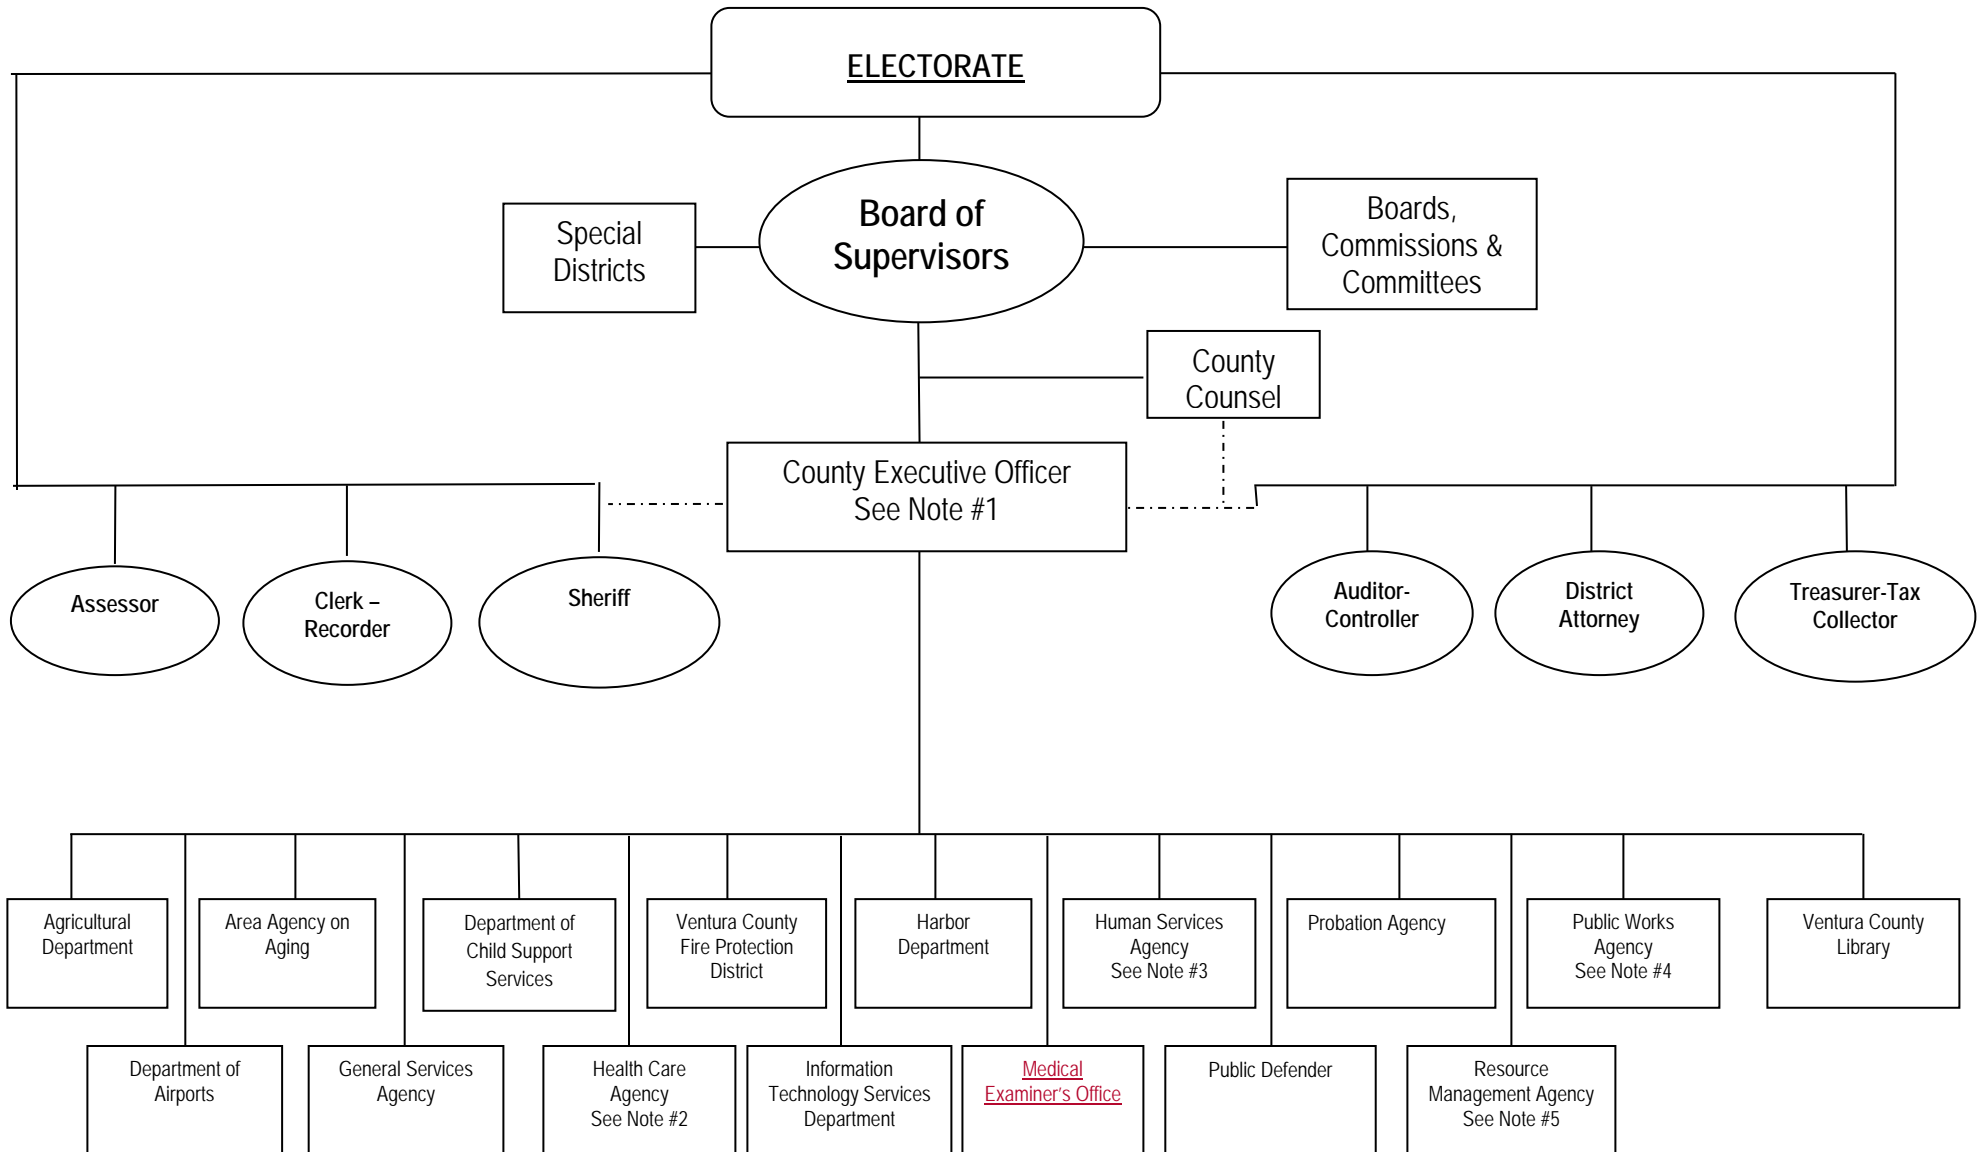 ELECTORATE
Board of
Supervisors
Special
Districts
Boards,
Commissions &
Committees
County
Counsel
County Executive Officer
See Note #1
Assessor
Clerk –
Recorder
Sheriff
Auditor-
Controller
District
Attorney
Treasurer-Tax
Collector
Agricultural
Department
Area Agency on
Aging
Department of
Child Support
Services
Ventura County
Fire Protection
District
Harbor
Department
Human Services
Agency
See Note #3
Probation Agency
Public Works
Agency
See Note #4
Ventura County
Library
Department of
Airports
General Services
Agency
Health Care
Agency
See Note #2
Information
Technology Services
Department
Medical
Examiner's Office
Public Defender
Resource
Management Agency
See Note #5